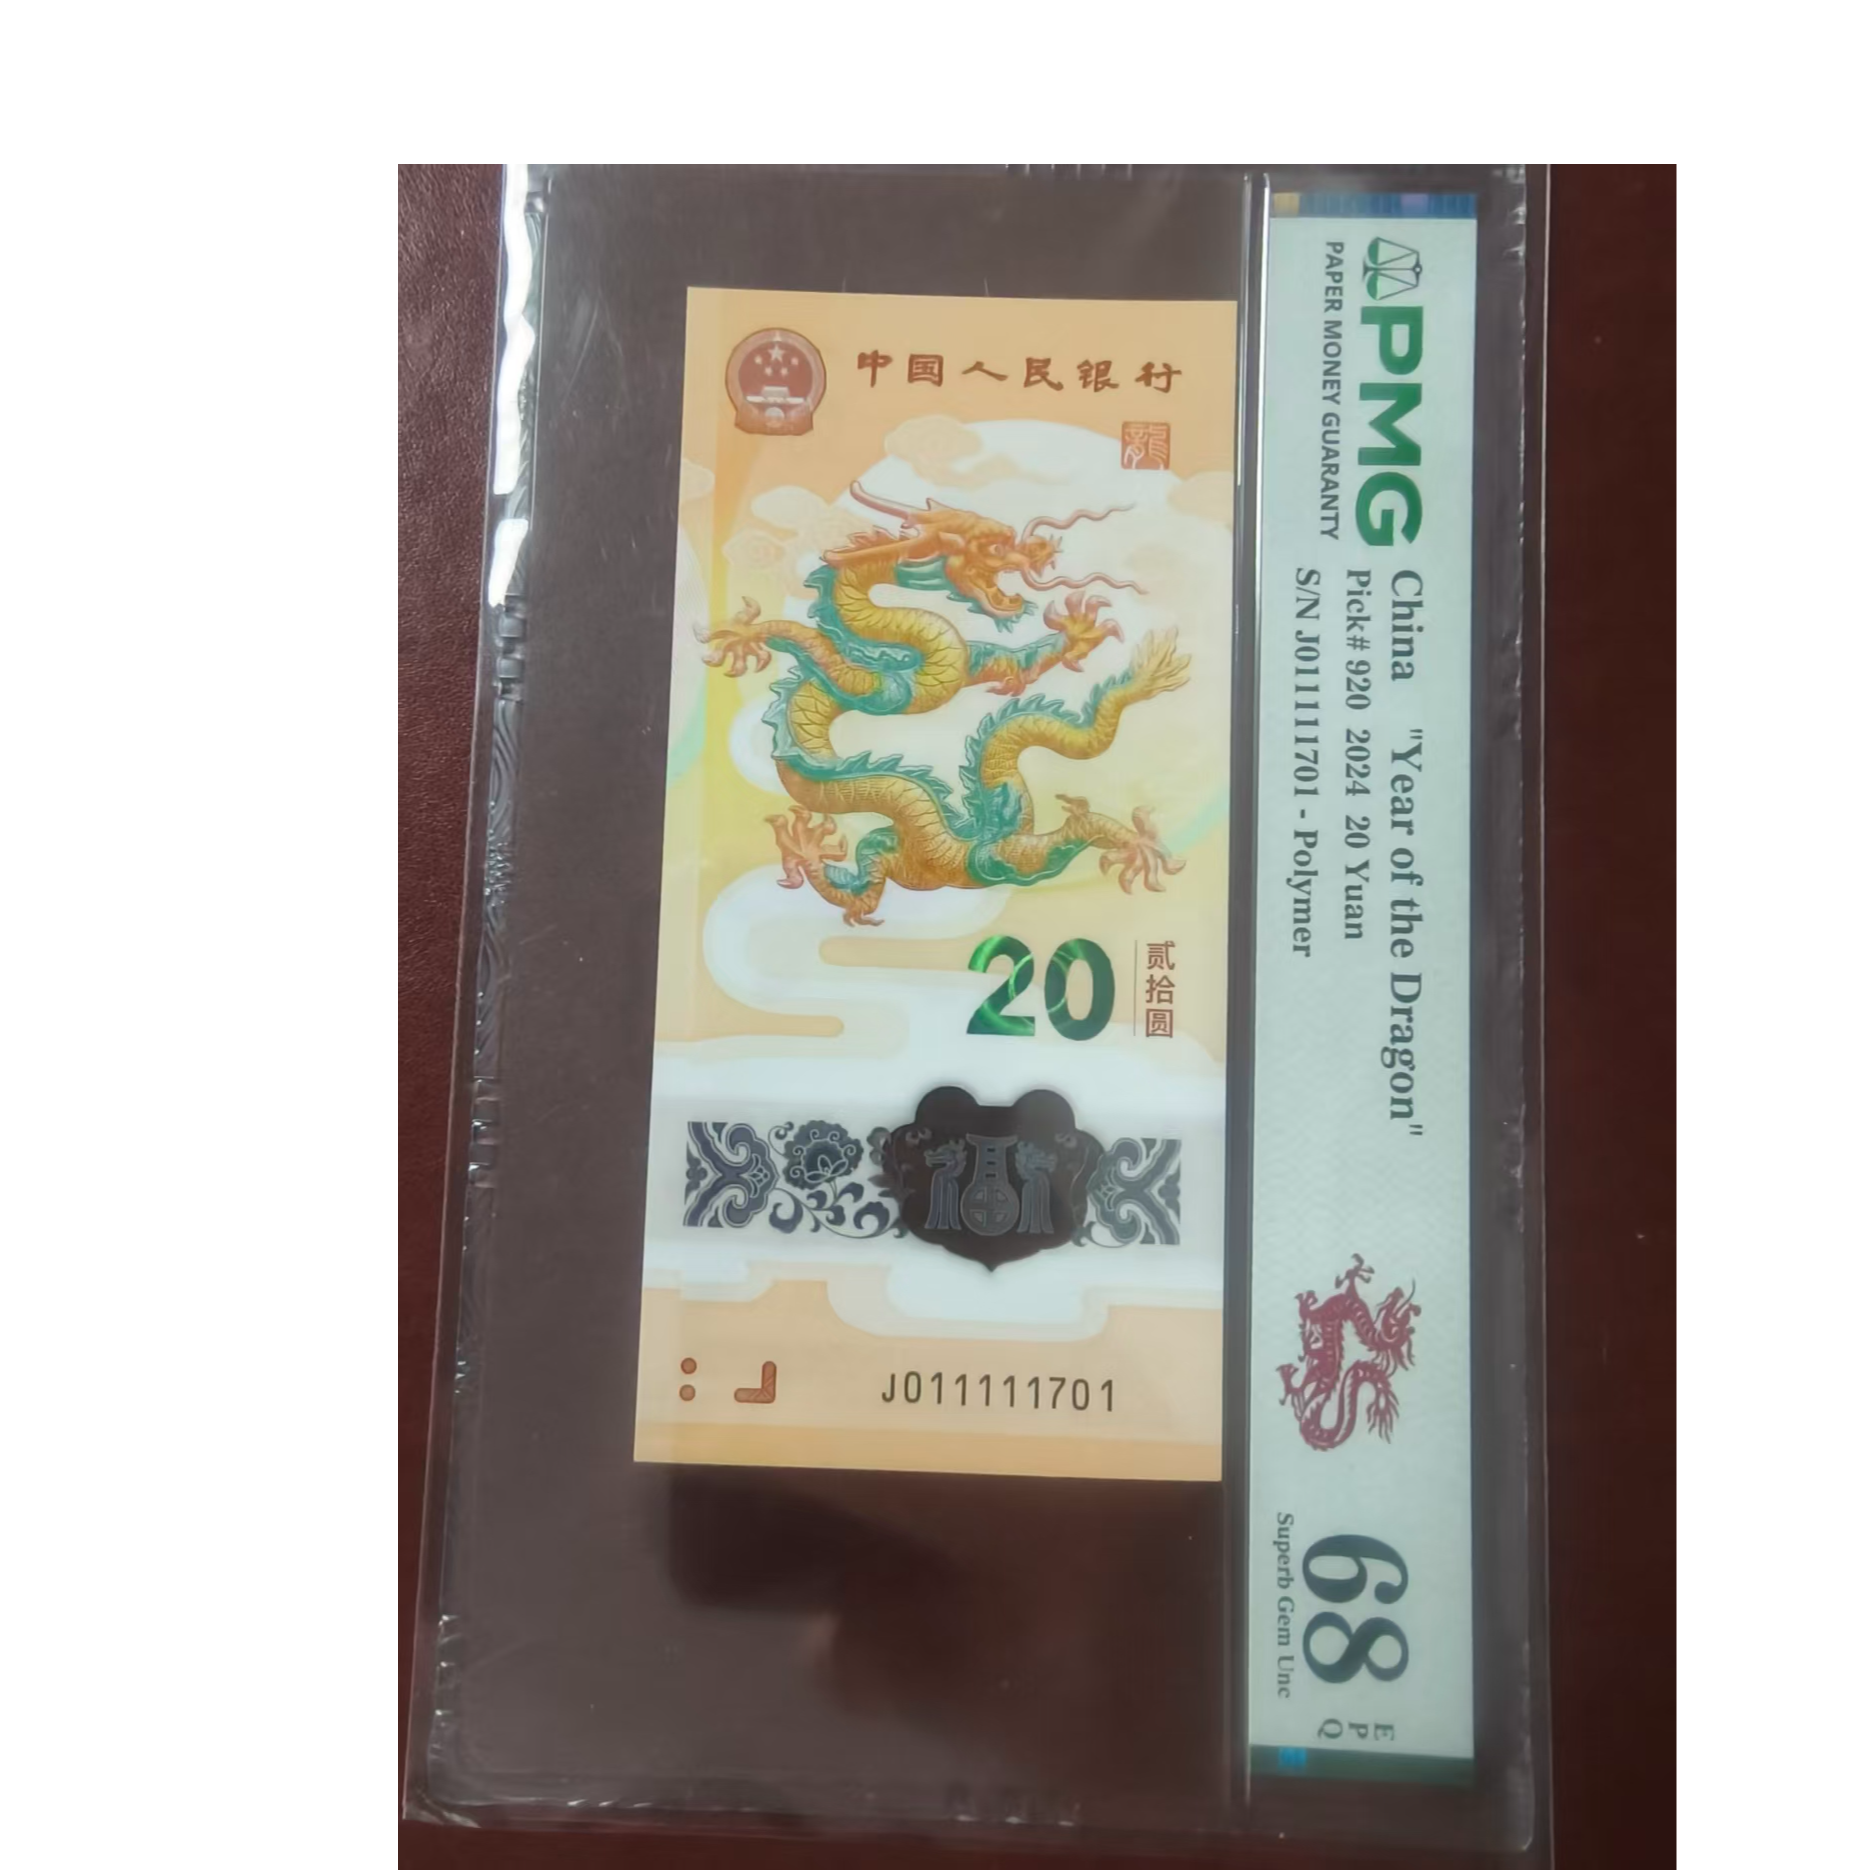 中国人民银行
龍
20
贰拾圆
J011111701
PMG
PAPER MONEY GUARANTY
China "Year of the Dragon"
Pick# 920 2024 20 Yuan
S/N J011111701 - Polymer
68
Superb Gem Unc
E
P
Q